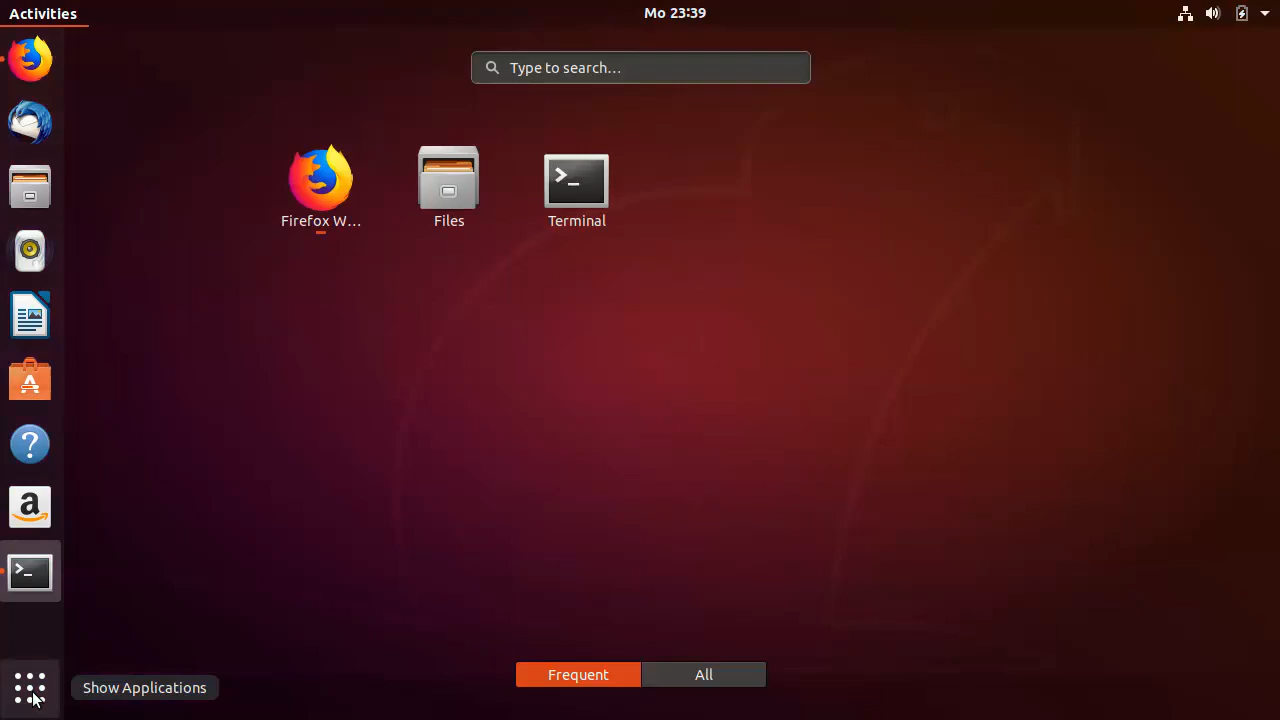 Activities
Mo 23:39
Type to search...
Firefox W...
Files
Terminal
Show Applications
Frequent
All